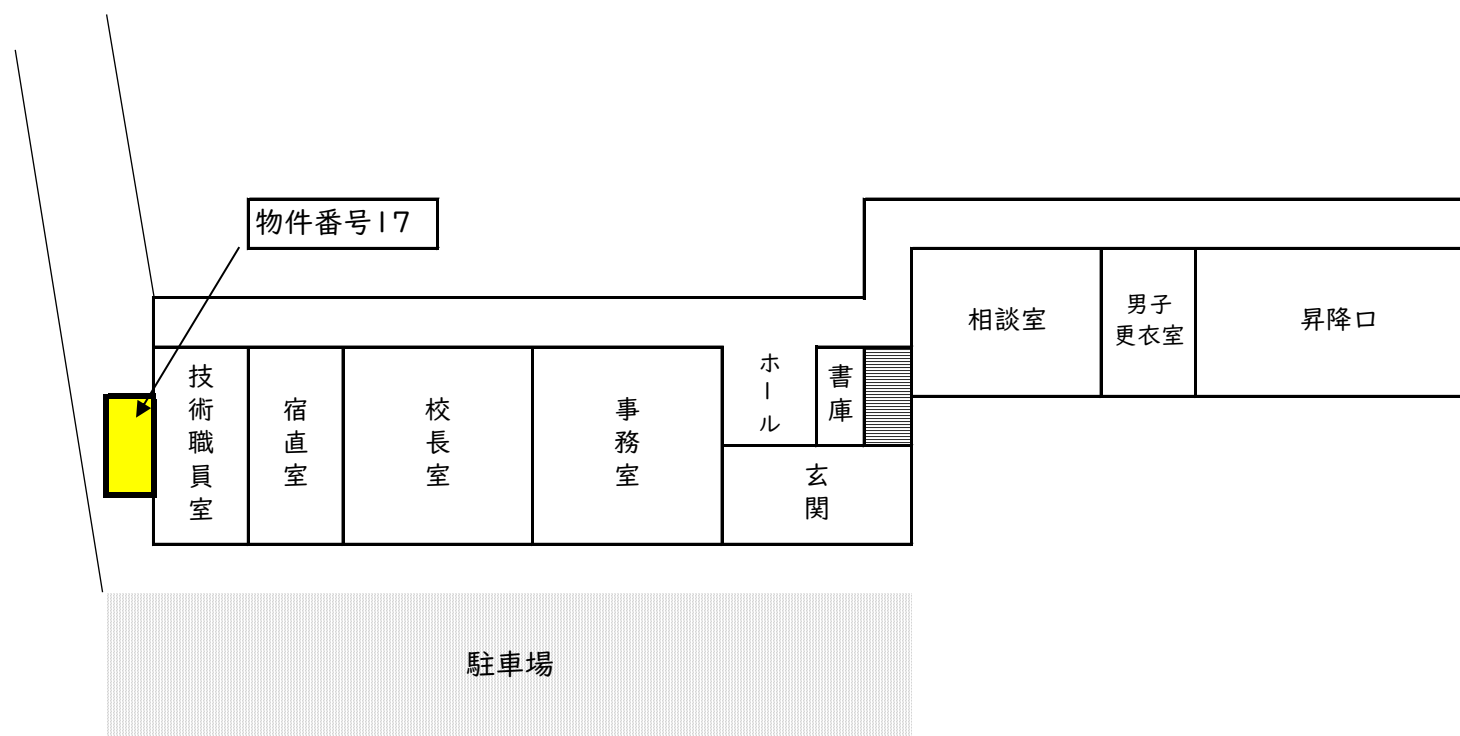 物件番号17
相談室
男子
更衣室
昇降口
技術職員室
宿直室
校長室
事務室
ホール
書庫
玄関
駐車場